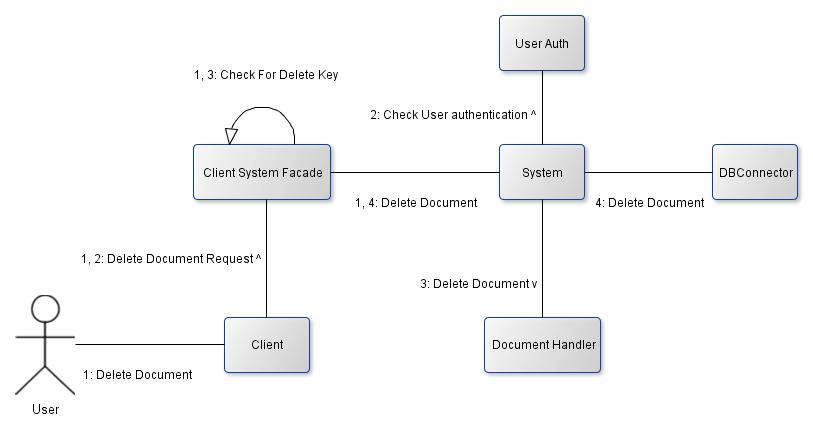 User Auth
1, 3: Check For Delete Key
2: Check User authentication ^
Client System Facade
System
DBConnector
1, 4: Delete Document
4: Delete Document
1, 2: Delete Document Request ^
3: Delete Document v
Client
Document Handler
1: Delete Document
User